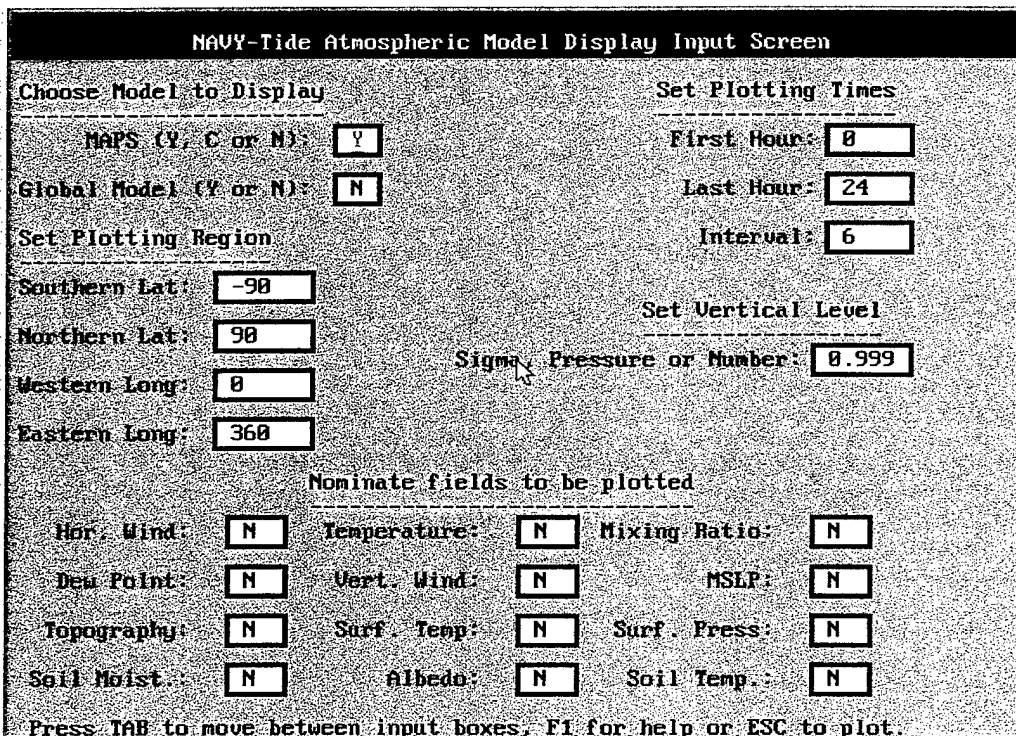 NAVY-Tide Atmospheric Model Display Input Screen
Choose Model to Display
MAPS (Y, C or N): Y
Global Model (Y or N): N
Set Plotting Region
Southern Lat: -90
Northern Lat: 90
Western Long: 0
Eastern Long: 360
Set Plotting Times
First Hour: 0
Last Hour: 24
Interval: 6
Set Vertical Level
Sigma, Pressure or Number: 0.999
Nominate fields to be plotted
Hor. Wind: N Temperature: N Mixing Ratio: N
Dew Point: N Vert. Wind: N MSLP: N
Topography: N Surf. Temp: N Surf. Press: N
Soil Moist.: N Albedo: N Soil Temp.: N
Press TAB to move between input boxes, F1 for help or ESC to plot.